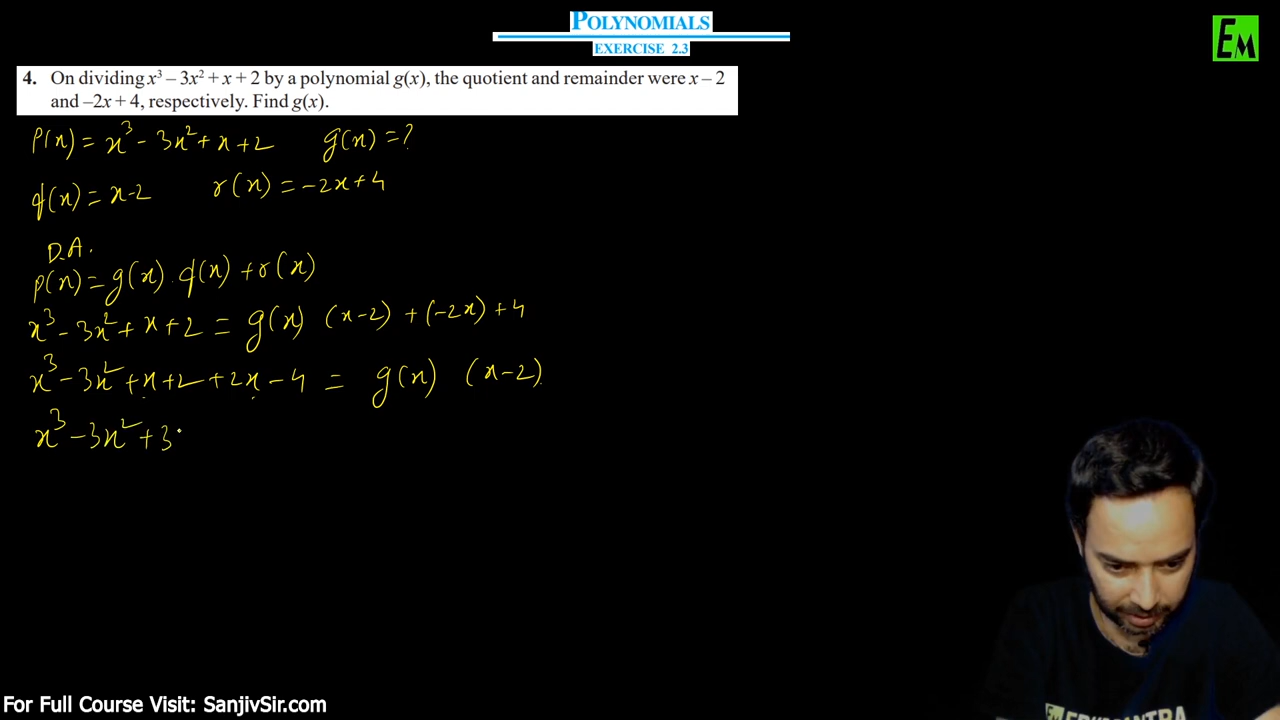 POLYNOMIALS
EXERCISE 2.3
EM
4. On dividing x³ – 3x² + x + 2 by a polynomial g(x), the quotient and remainder were x – 2
and –2x + 4, respectively. Find g(x).
p(x) = x³ - 3x² + x + 2 g(x) = ?
q(x) = x-2 r(x) = -2x+4
D.A.
p(x) = g(x) . q(x) + r(x)
x³ - 3x² + x + 2 = g(x) (x-2) + (-2x) + 4
x³ - 3x² + x + 2 + 2x - 4 = g(x) (x-2)
x³ - 3x² + 3
For Full Course Visit: SanjivSir.com
EM